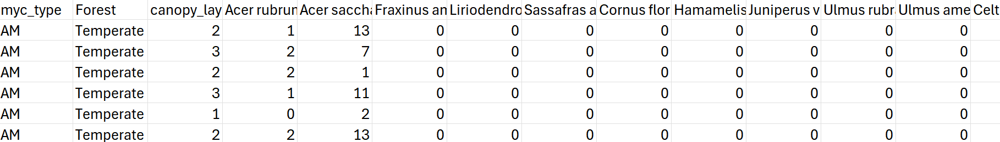 myc_type Forest canopy_lay Acer rubrun Acer saccha Fraxinus an Liriodendro Sassafras a Cornus flor Hamamelis Juniperus v Ulmus rubr Ulmus ame Celt
AM Temperate 2 1 13 0 0 0 0 0 0 0 0
AM Temperate 3 2 7 0 0 0 0 0 0 0 0
AM Temperate 2 2 1 0 0 0 0 0 0 0 0
AM Temperate 3 1 11 0 0 0 0 0 0 0 0
AM Temperate 1 0 2 0 0 0 0 0 0 0 0
AM Temperate 2 2 13 0 0 0 0 0 0 0 0